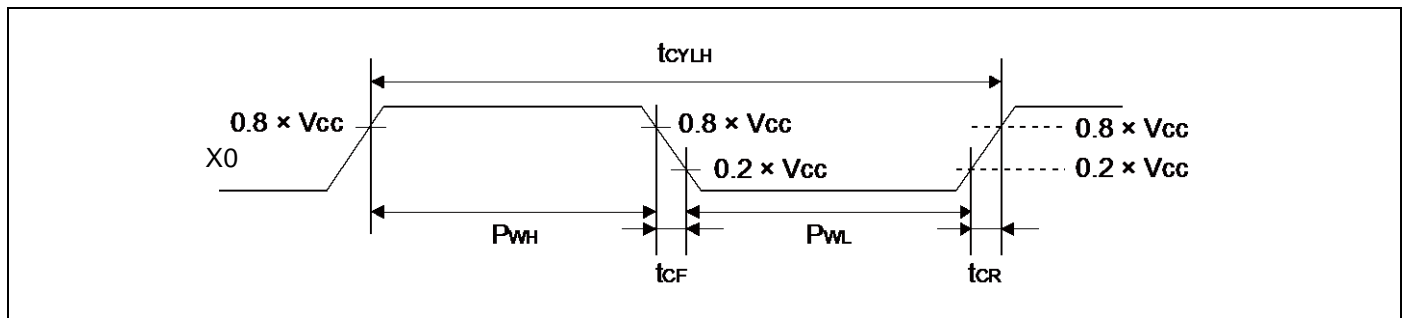 tCYLH
0.8 × VCC
0.8 × VCC
0.8 × VCC
X0
0.2 × VCC
0.2 × VCC
PWH
PWL
tCF
tCR